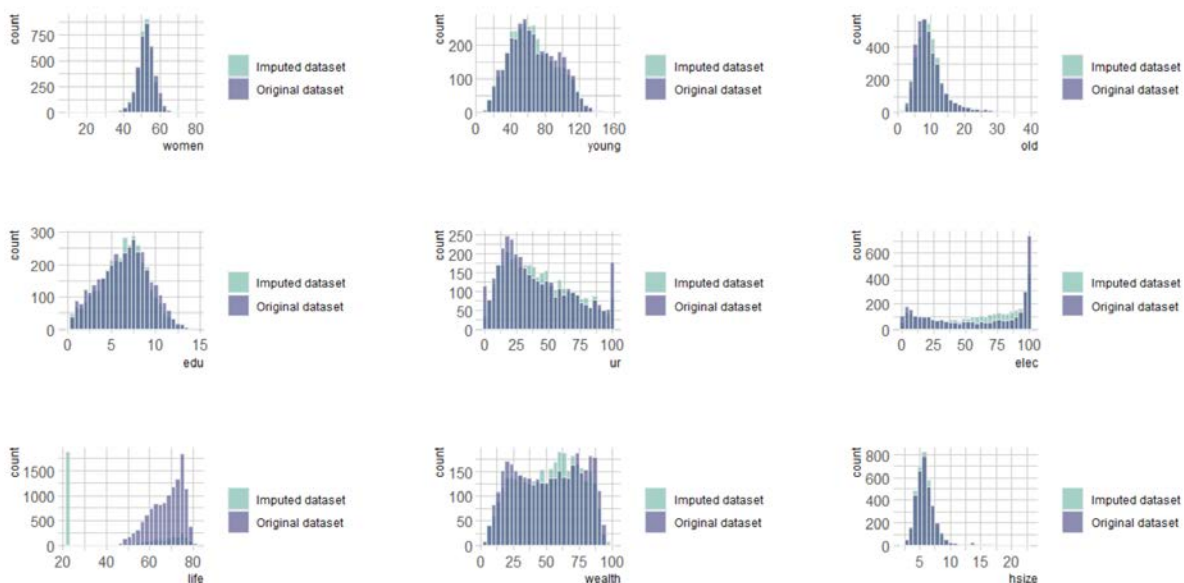 count
750
500
250
0
20 40 60 80
women
Imputed dataset
Original dataset
count
200
100
0
0 40 80 120 160
young
Imputed dataset
Original dataset
count
400
200
0
0 10 20 30 40
old
Imputed dataset
Original dataset
count
300
200
100
0
0 5 10 15
edu
Imputed dataset
Original dataset
count
250
200
150
100
50
0
0 25 50 75 100
ur
Imputed dataset
Original dataset
count
600
400
200
0
0 25 50 75 100
elec
Imputed dataset
Original dataset
count
1500
1000
500
0
20 40 60 80
life
Imputed dataset
Original dataset
count
150
100
50
0
0 25 50 75 100
wealth
Imputed dataset
Original dataset
count
800
600
400
200
0
5 10 15 20
hsize
Imputed dataset
Original dataset